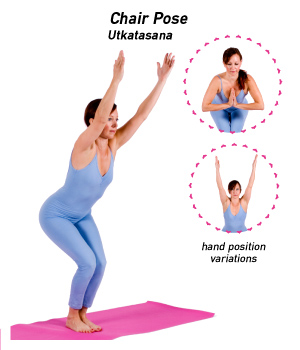 Chair Pose
Utkatasana
hand position
variations